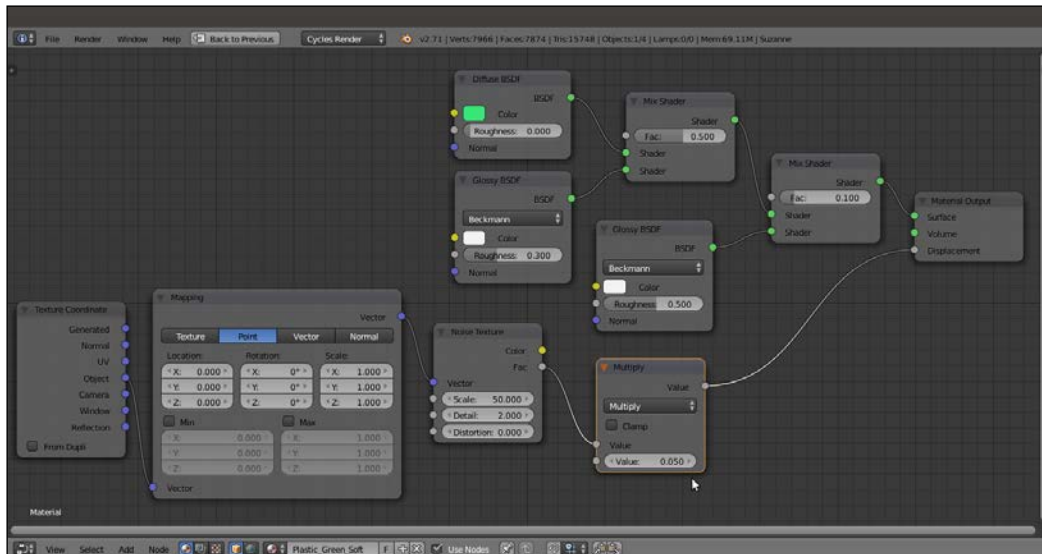 File Render Window Help Back to Previous Cycles Render v2.71 | Verts:7966 | Faces:7874 | Tris:15748 | Objects:1/4 | Lamps:0/0 | Mem:69.11M | Suzanne
Diffuse BSDF
BSDF
Color
Roughness: 0.000
Normal
Mix Shader
Shader
Fac: 0.500
Shader
Shader
Mix Shader
Shader
Fac: 0.100
Shader
Shader
Material Output
Surface
Volume
Displacement
Glossy BSDF
BSDF
Beckmann
Color
Roughness: 0.300
Normal
Glossy BSDF
BSDF
Beckmann
Color
Roughness: 0.500
Normal
Texture Coordinate
Generated
Normal
UV
Object
Camera
Window
Reflection
From Dupli
Mapping
Vector
Texture Point Vector Normal
Location: Rotation: Scale:
X: 0.000 X: 0° X: 1.000
Y: 0.000 Y: 0° Y: 1.000
Z: 0.000 Z: 0° Z: 1.000
Min Max
X: 0.000 X: 1.000
Y: 0.000 Y: 1.000
Z: 0.000 Z: 1.000
Vector
Noise Texture
Color
Fac
Vector
Scale: 50.000
Detail: 2.000
Distortion: 0.000
Multiply
Value
Multiply
Clamp
Value
Value: 0.050
Material
View Select Add Node Plastic_Green Soft F Use Nodes